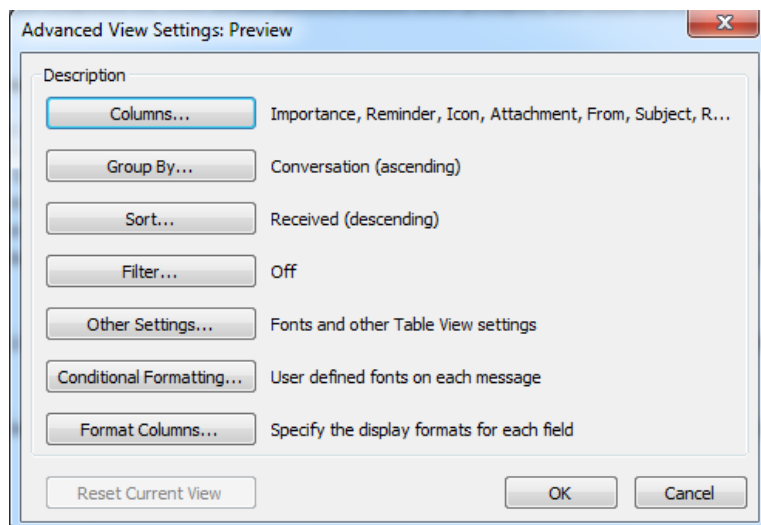 Advanced View Settings: Preview
Description
Columns... Importance, Reminder, Icon, Attachment, From, Subject, R...
Group By... Conversation (ascending)
Sort... Received (descending)
Filter... Off
Other Settings... Fonts and other Table View settings
Conditional Formatting... User defined fonts on each message
Format Columns... Specify the display formats for each field
Reset Current View OK Cancel